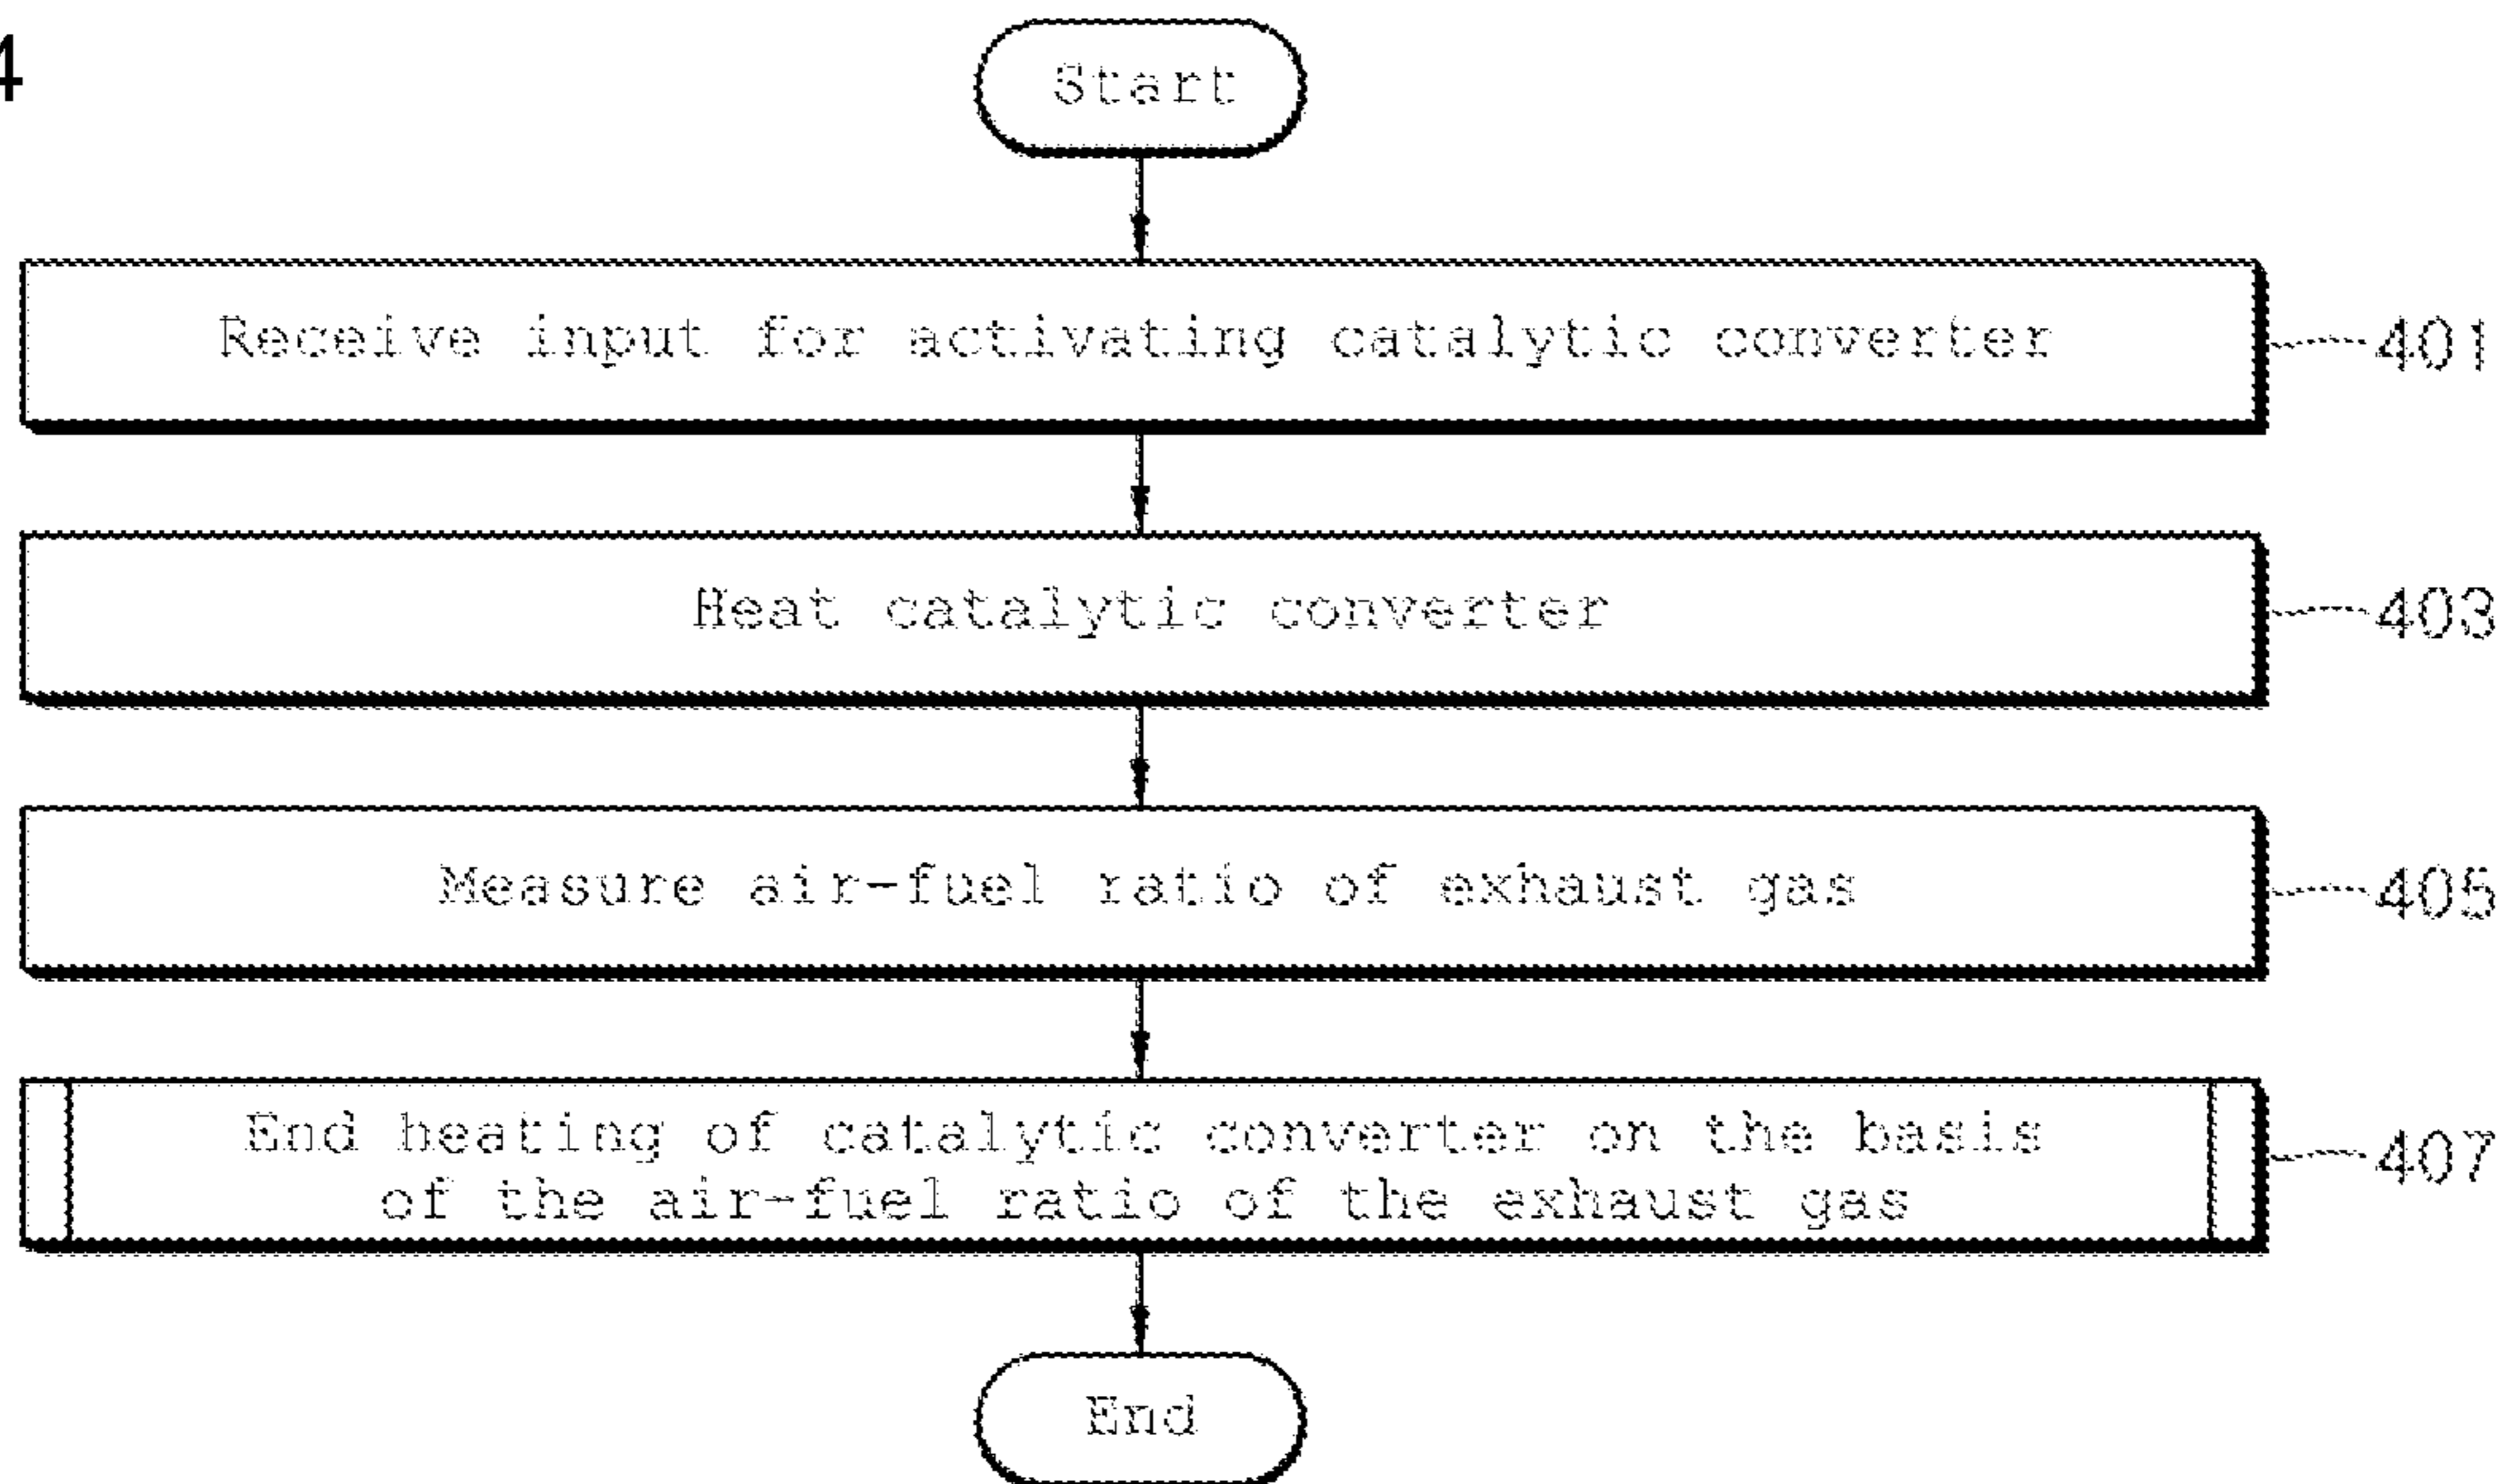 4
Start
Receive input for activating catalytic converter
401
Heat catalytic converter
403
Measure air-fuel ratio of exhaust gas
405
End heating of catalytic converter on the basis
of the air-fuel ratio of the exhaust gas
407
End